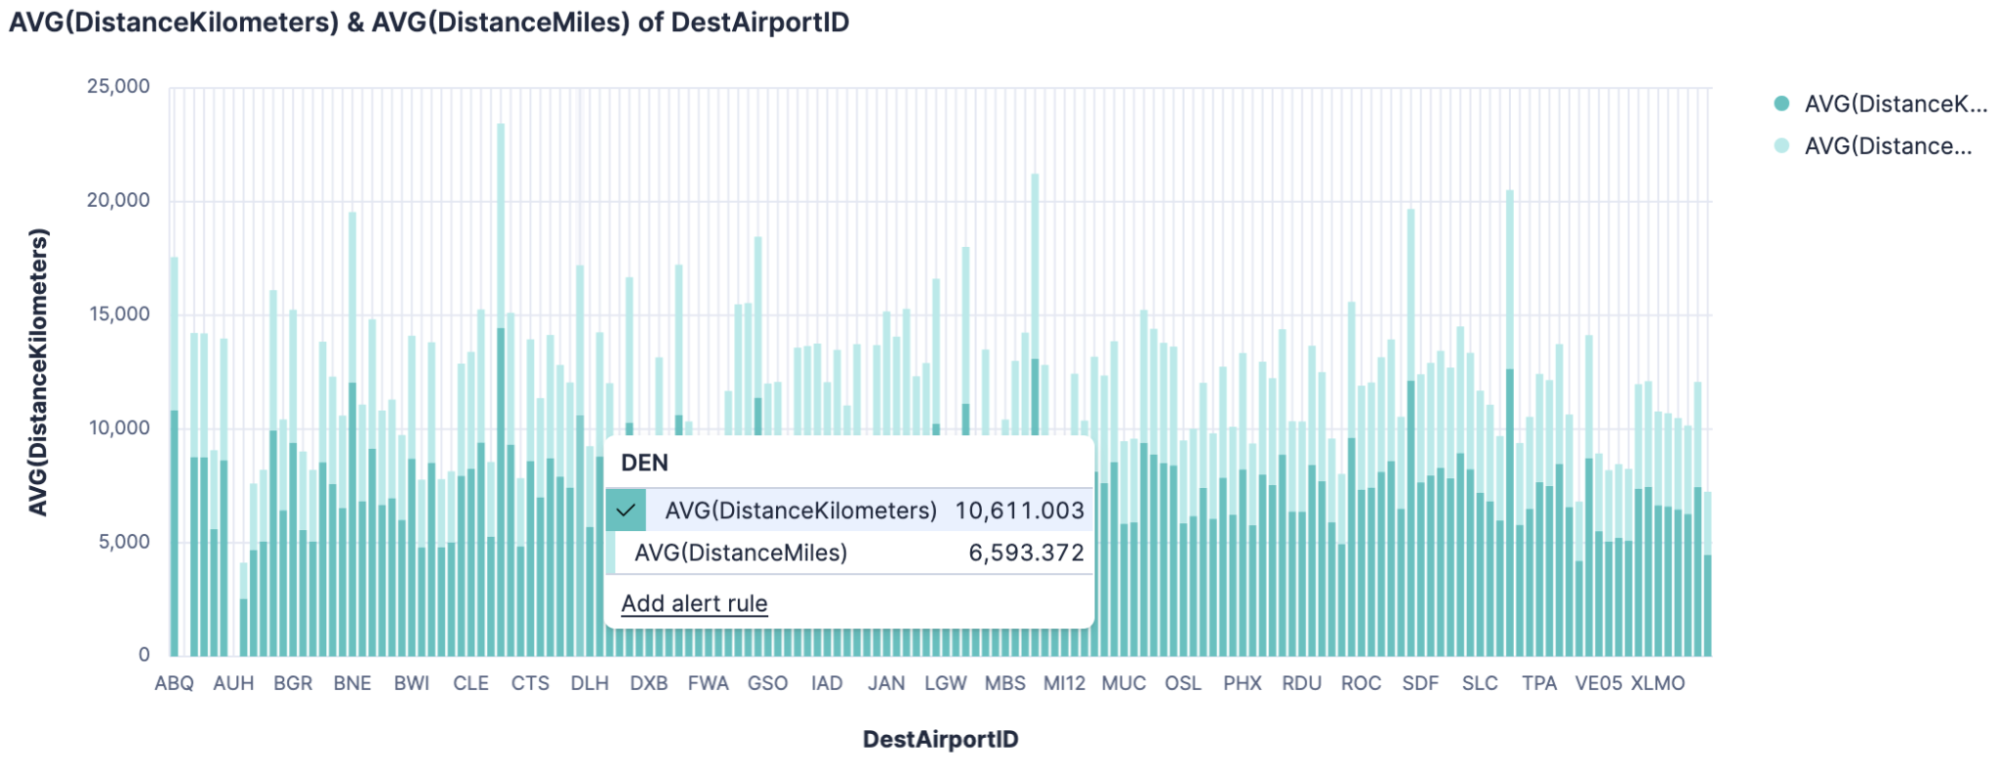 AVG(DistanceKilometers) & AVG(DistanceMiles) of DestAirportID
25,000
20,000
15,000
10,000
5,000
0
AVG(DistanceKilometers)
AVG(DistanceK...
AVG(Distance...
DEN
AVG(DistanceKilometers) 10,611.003
AVG(DistanceMiles) 6,593.372
Add alert rule
ABQ AUH BGR BNE BWI CLE CTS DLH DXB FWA GSO IAD JAN LGW MBS MI12 MUC OSL PHX RDU ROC SDF SLC TPA VE05 XLMO
DestAirportID